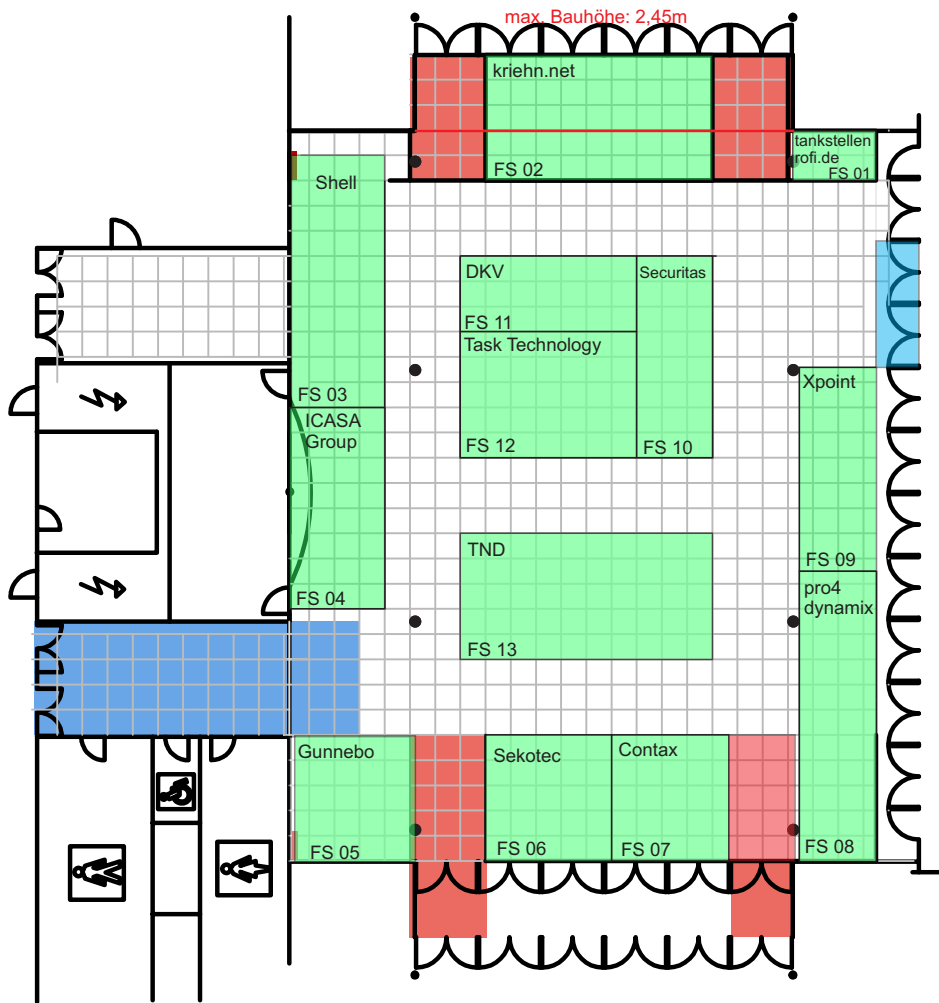 max. Bauhöhe: 2,45m
kriehn.net
FS 02
tankstellen
rofi.de
FS 01
Shell
FS 03
DKV
FS 11
Securitas
FS 10
Task Technology
FS 12
ICASA
Group
FS 04
Xpoint
FS 09
TND
FS 13
pro4
dynamix
FS 08
Gunnebo
FS 05
Sekotec
FS 06
Contax
FS 07